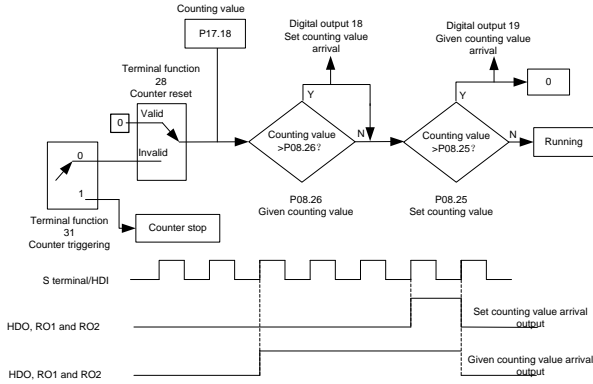 Counting value
P17.18
Digital output 18
Set counting value
arrival
Digital output 19
Given counting value
arrival
Terminal function
28
Counter reset
Valid
0
Invalid
0
1
Y
N
Counting value
>P08.26?
Y
N
Counting value
>P08.25?
0
Running
P08.26
Given counting value
P08.25
Set counting value
Terminal function
31
Counter triggering
Counter stop
S terminal/HDI
HDO, RO1 and RO2
Set counting value arrival
output
HDO, RO1 and RO2
Given counting value arrival
output